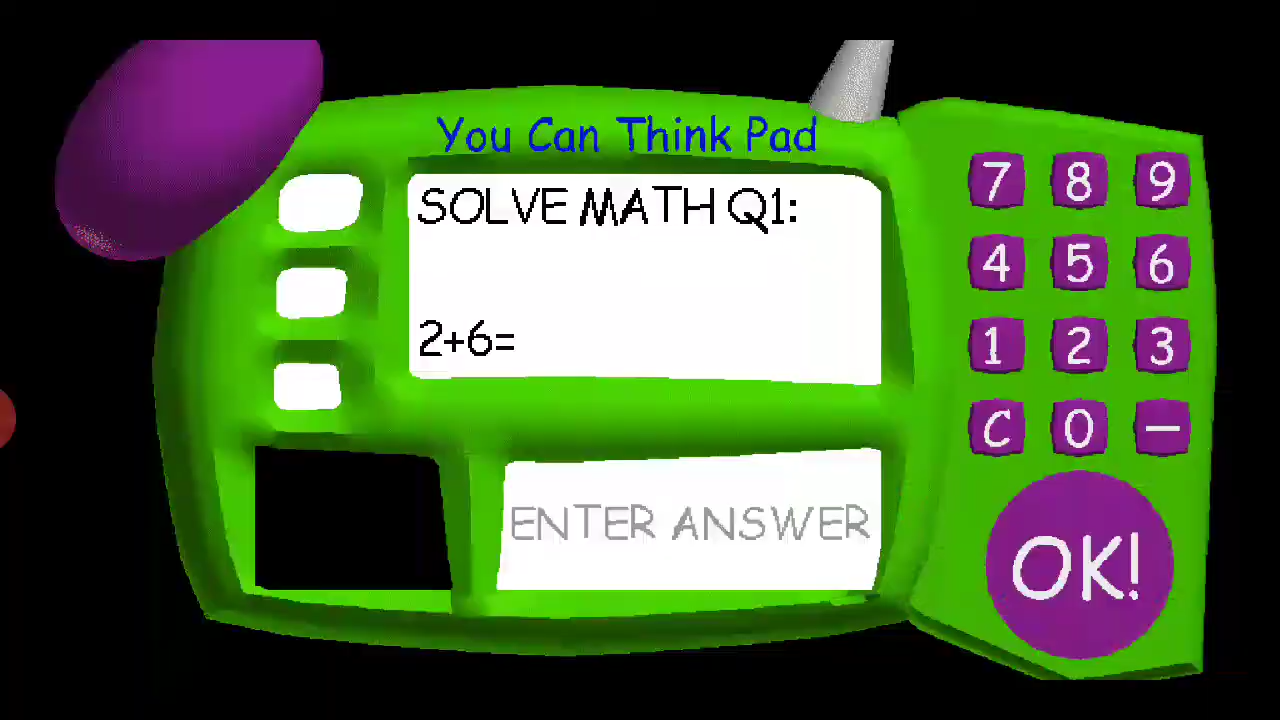 You Can Think Pad
SOLVE MATH Q1:
2+6=
ENTER ANSWER
7 8 9
4 5 6
1 2 3
C 0 —
OK!